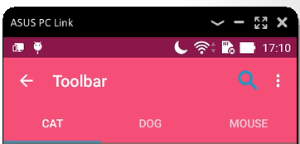 ASUS PC Link
17:10
Toolbar
CAT DOG MOUSE